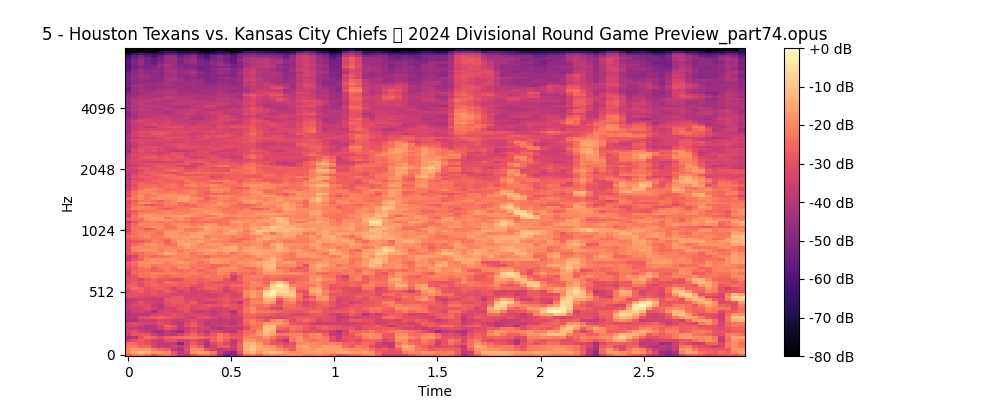 5 - Houston Texans vs. Kansas City Chiefs ▯ 2024 Divisional Round Game Preview_part74.opus
+0 dB
4096
-10 dB
-20 dB
2048
-30 dB
Hz
1024
-40 dB
-50 dB
512
-60 dB
-70 dB
0
-80 dB
0 0.5 1 1.5 2 2.5
Time